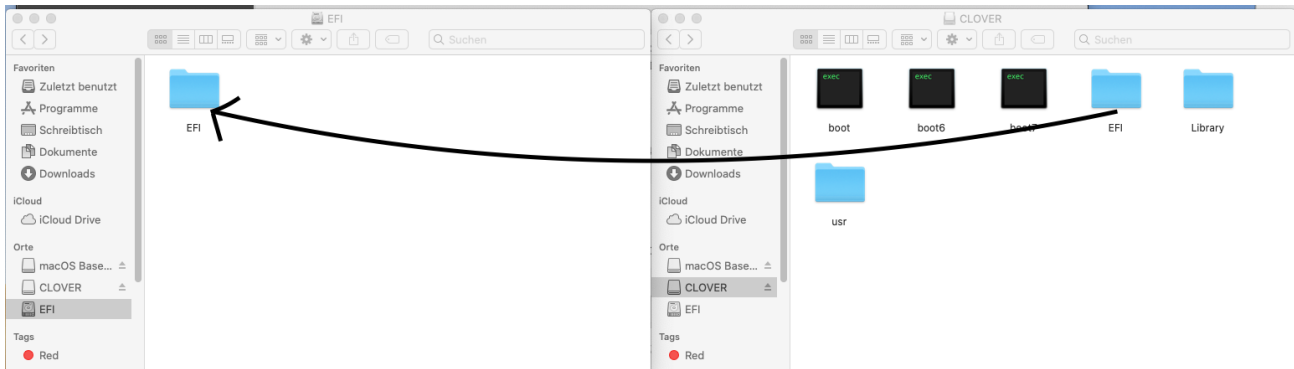 EFI
Suchen
Favoriten
Zuletzt benutzt
Programme
Schreibtisch
Dokumente
Downloads
iCloud
iCloud Drive
Orte
macOS Base...
CLOVER
EFI
Tags
Red
EFI
CLOVER
Suchen
Favoriten
Zuletzt benutzt
Programme
Schreibtisch
Dokumente
Downloads
iCloud
iCloud Drive
Orte
macOS Base...
CLOVER
EFI
Tags
Red
exec
exec
exec
boot
boot6
boot7
EFI
Library
usr